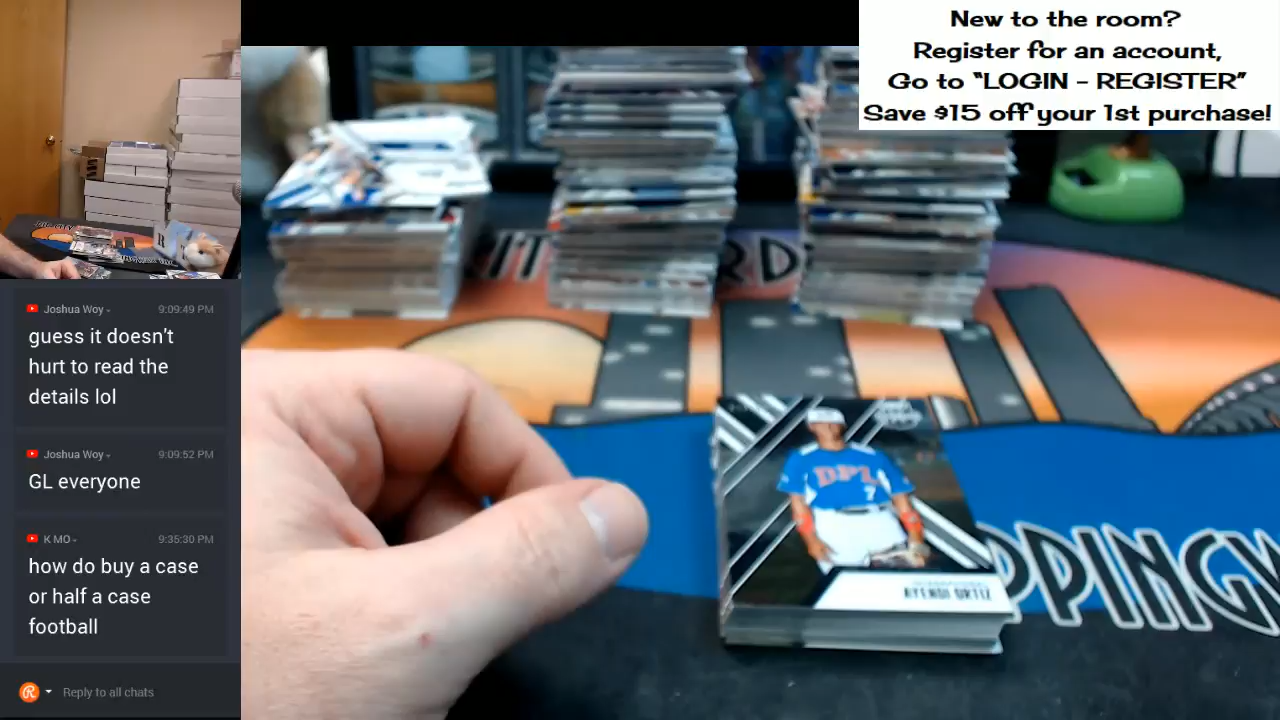 New to the room?
Register for an account,
Go to "LOGIN - REGISTER"
Save $15 off your 1st purchase!
Joshua Woy
9:09:49 PM
guess it doesn't
hurt to read the
details lol
Joshua Woy
9:09:52 PM
GL everyone
K MO
9:35:30 PM
how do buy a case
or half a case
football
Reply to all chats
DPL
7
AYENDI ORTIZ